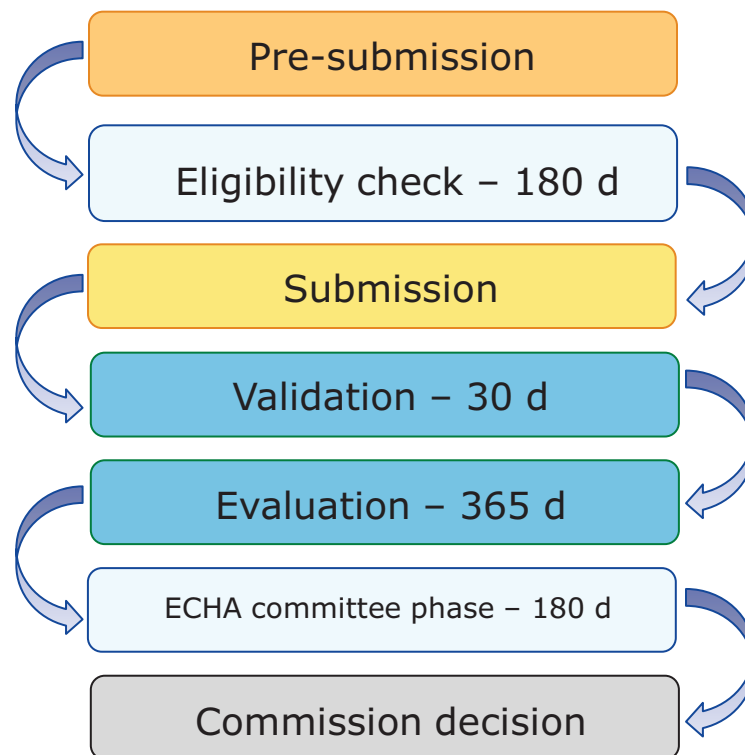 Pre-submission
Eligibility check – 180 d
Submission
Validation – 30 d
Evaluation – 365 d
ECHA committee phase – 180 d
Commission decision